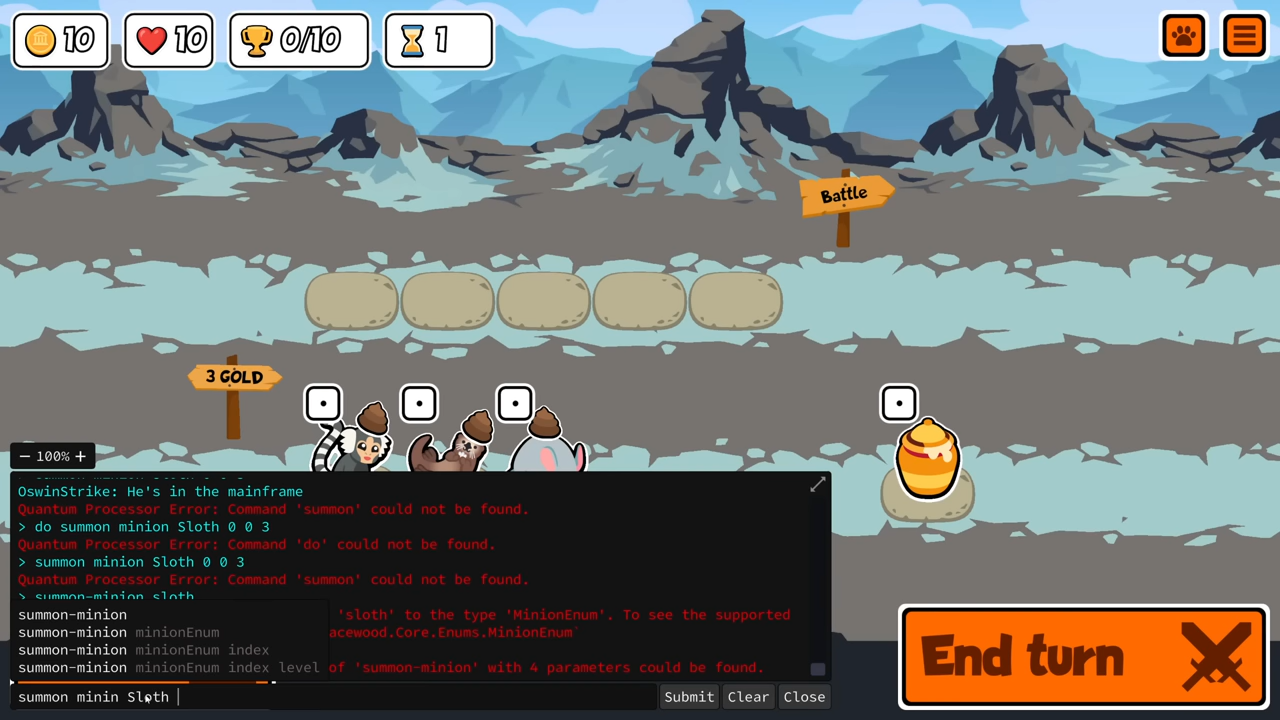 10
10
0/10
1
Battle
3 GOLD
100%
OswinStrike: He's in the mainframe
Quantum Processor Error: Command 'summon' could not be found.
> do summon minion Sloth 0 0 3
Quantum Processor Error: Command 'do' could not be found.
> summon minion Sloth 0 0 3
Quantum Processor Error: Command 'summon' could not be found.
> summon-minion sloth
summon-minion
'sloth' to the type 'MinionEnum'. To see the supported
summon-minion minionEnum
acewood.Core.Enums.MinionEnum`
summon-minion minionEnum index
summon-minion minionEnum index level
of 'summon-minion' with 4 parameters could be found.
summon minin Sloth
Submit
Clear
Close
End turn